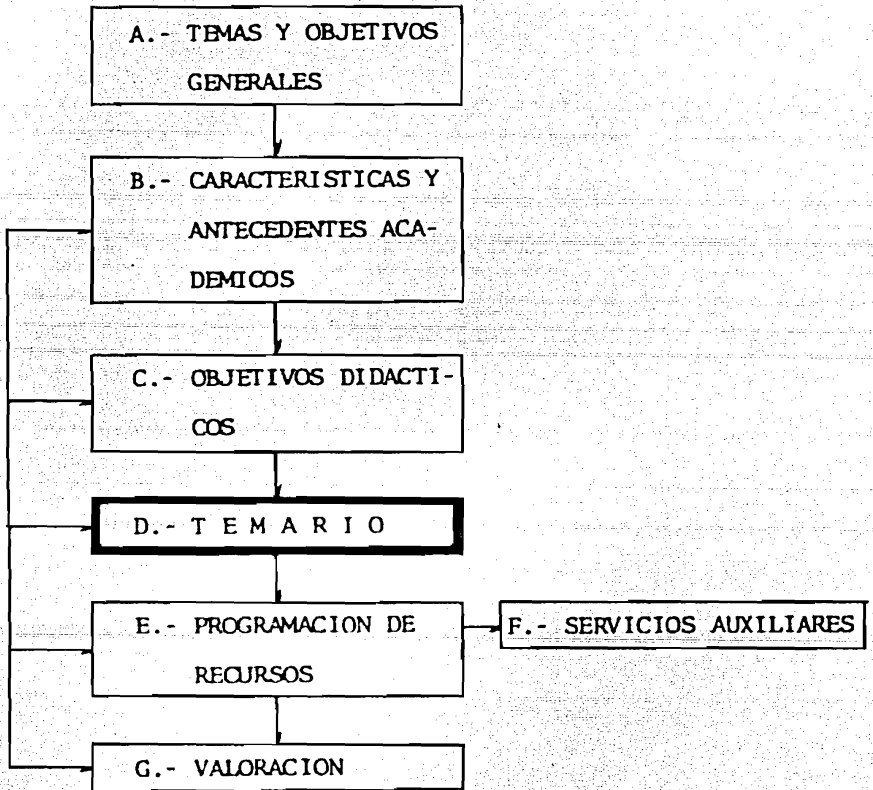 A.- TEMAS Y OBJETIVOS
GENERALES
B.- CARACTERISTICAS Y
ANTECEDENTES ACA-
DEMICOS
C.- OBJETIVOS DIDACTI-
COS
D.- T E M A R I O
E.- PROGRAMACION DE
RECURSOS
F.- SERVICIOS AUXILIARES
G.- VALORACION